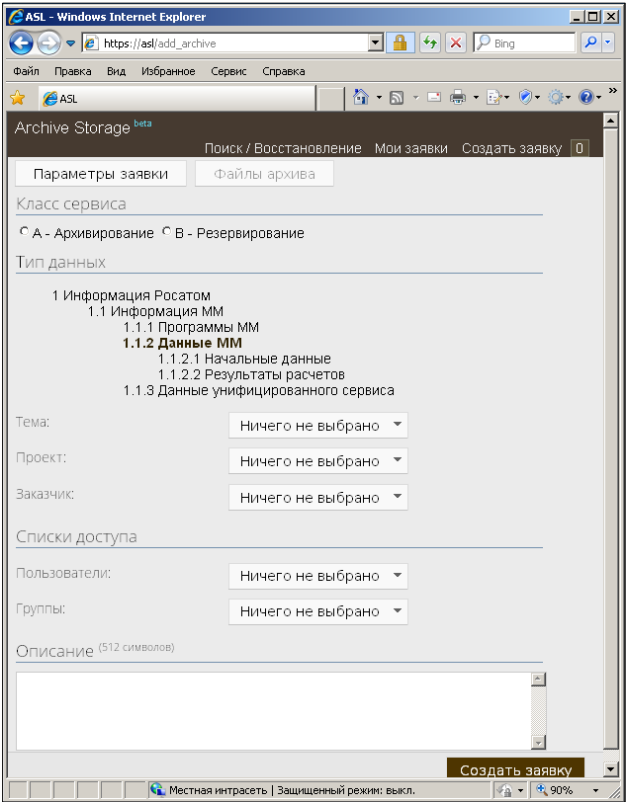 ASL - Windows Internet Explorer
https://asl/add_archive
Bing
Файл Правка Вид Избранное Сервис Справка
ASL
Archive Storage beta
Поиск / Восстановление Мои заявки Создать заявку 0
Параметры заявки Файлы архива
Класс сервиса
А - Архивирование В - Резервирование
Тип данных
1 Информация Росатом
1.1 Информация ММ
1.1.1 Программы ММ
1.1.2 Данные ММ
1.1.2.1 Начальные данные
1.1.2.2 Результаты расчетов
1.1.3 Данные унифицированного сервиса
Тема: Ничего не выбрано
Проект: Ничего не выбрано
Заказчик: Ничего не выбрано
Списки доступа
Пользователи: Ничего не выбрано
Группы: Ничего не выбрано
Описание (512 символов)
Создать заявку
Местная интрасеть | Защищенный режим: выкл. 90%